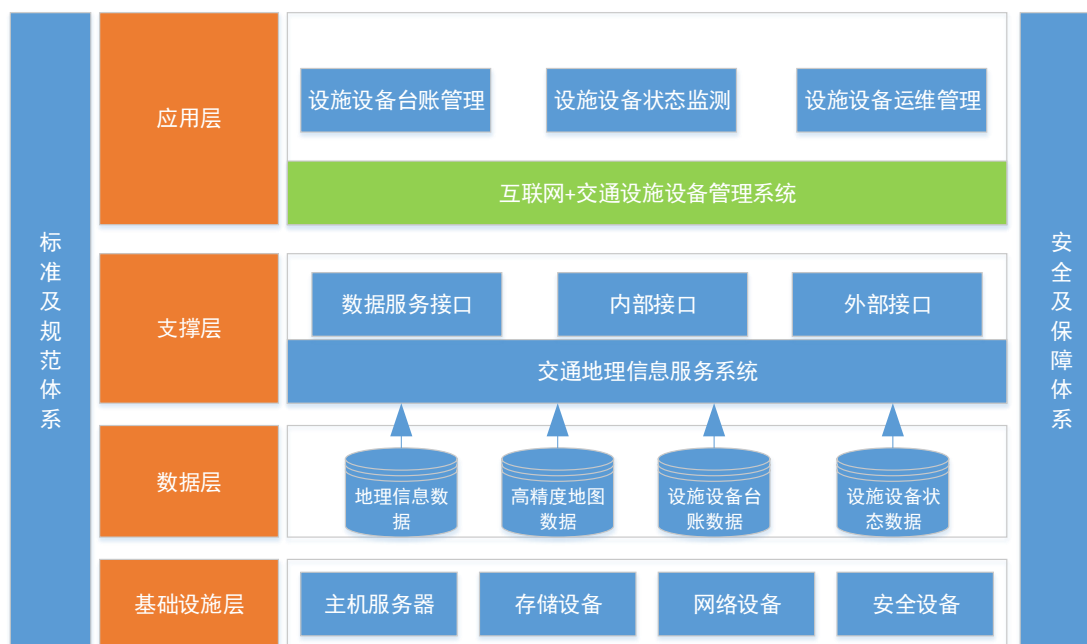 标准及规范体系
应用层
设施设备台账管理
设施设备状态监测
设施设备运维管理
互联网+交通设施设备管理系统
支撑层
数据服务接口
内部接口
外部接口
交通地理信息服务系统
数据层
地理信息数
据
高精度地图
数据
设施设备台
账数据
设施设备状
态数据
基础设施层
主机服务器
存储设备
网络设备
安全设备
安全及保障体系